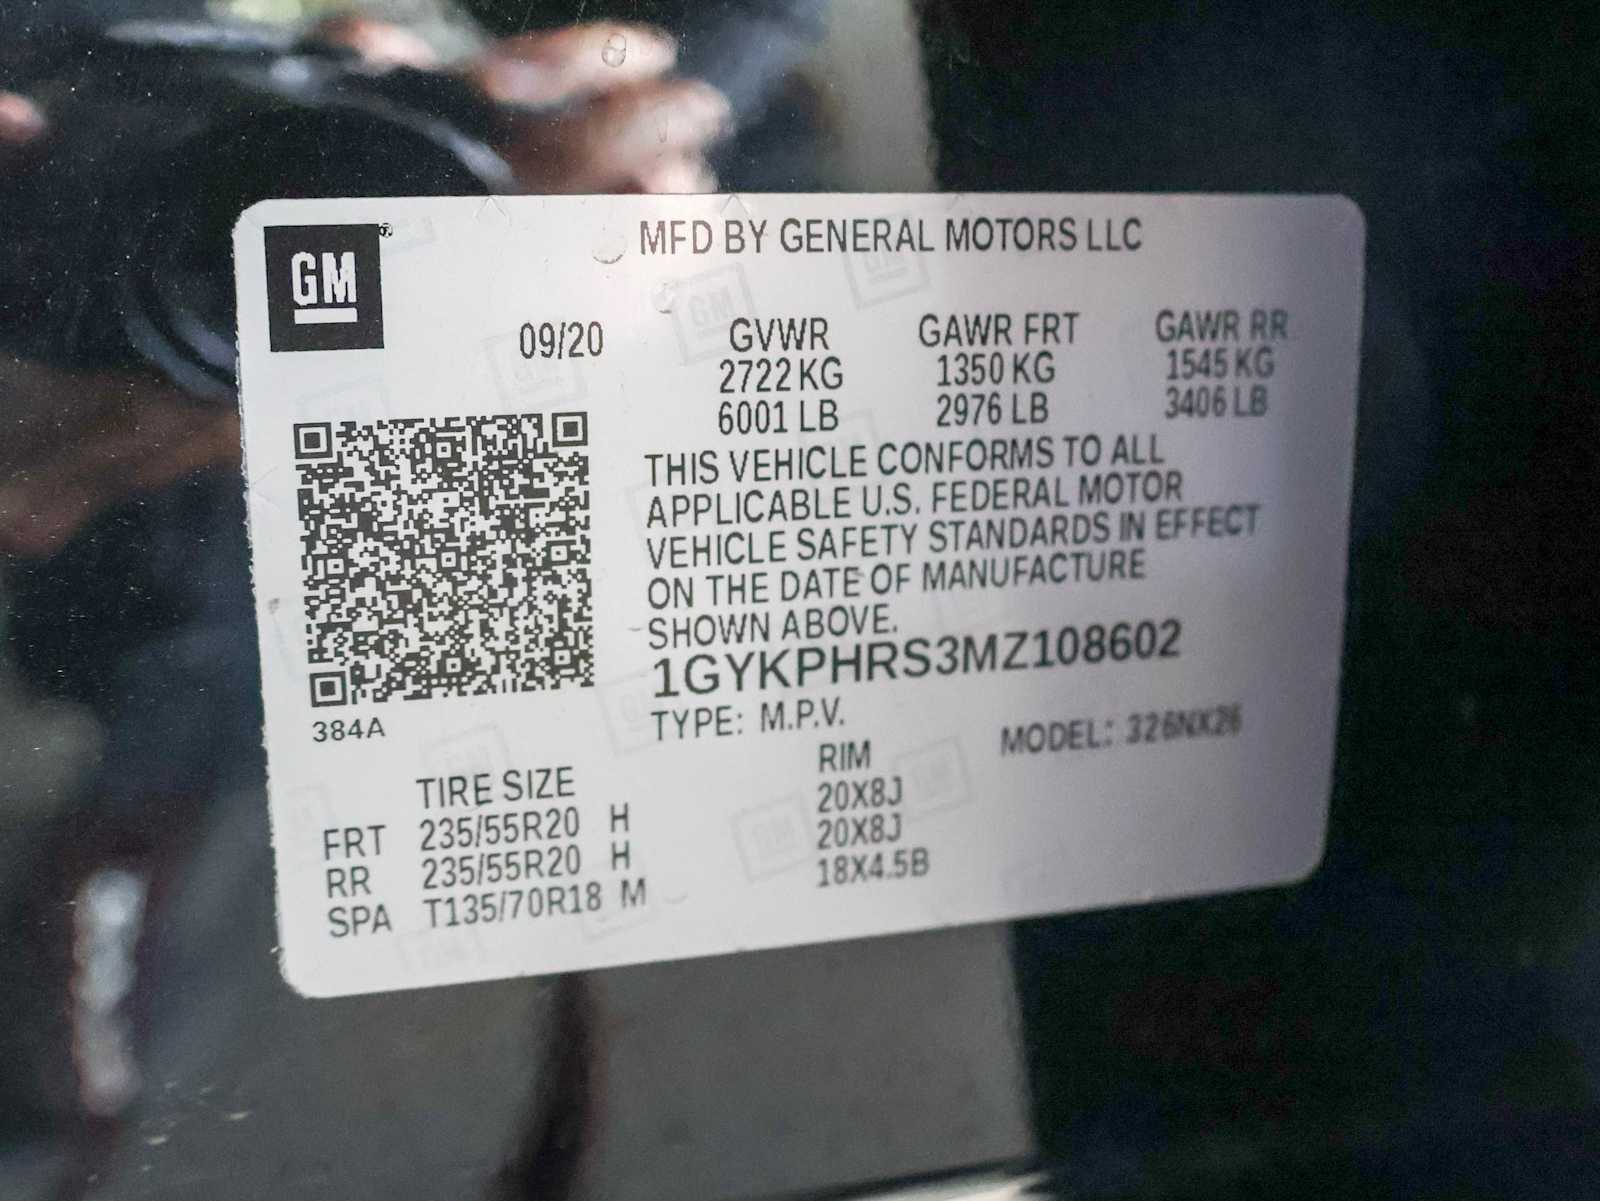 GM ®
MFD BY GENERAL MOTORS LLC
09/20 GVWR GAWR FRT GAWR RR
2722 KG 1350 KG 1545 KG
6001 LB 2976 LB 3406 LB
THIS VEHICLE CONFORMS TO ALL
APPLICABLE U.S. FEDERAL MOTOR
VEHICLE SAFETY STANDARDS IN EFFECT
ON THE DATE OF MANUFACTURE
SHOWN ABOVE.
1GYKPHRS3MZ108602
384A
TYPE: M.P.V. MODEL: 326NX26
TIRE SIZE RIM
FRT 235/55R20 H 20X8J
RR 235/55R20 H 20X8J
SPA T135/70R18 M 18X4.5B